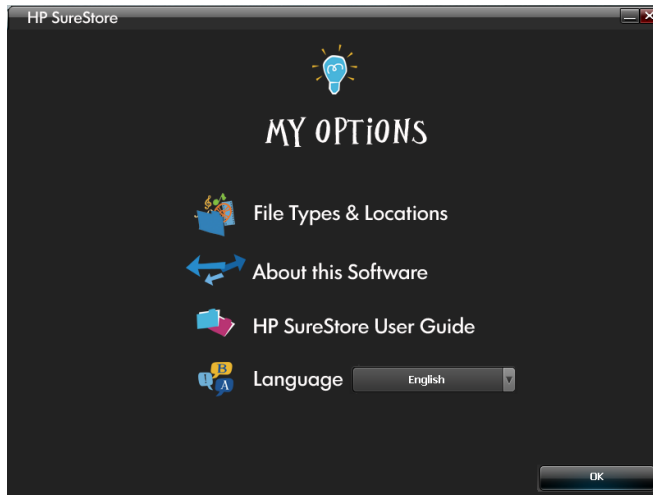 HP SureStore
MY OPTiONS
File Types & Locations
About this Software
HP SureStore User Guide
B
A
Language
English
OK